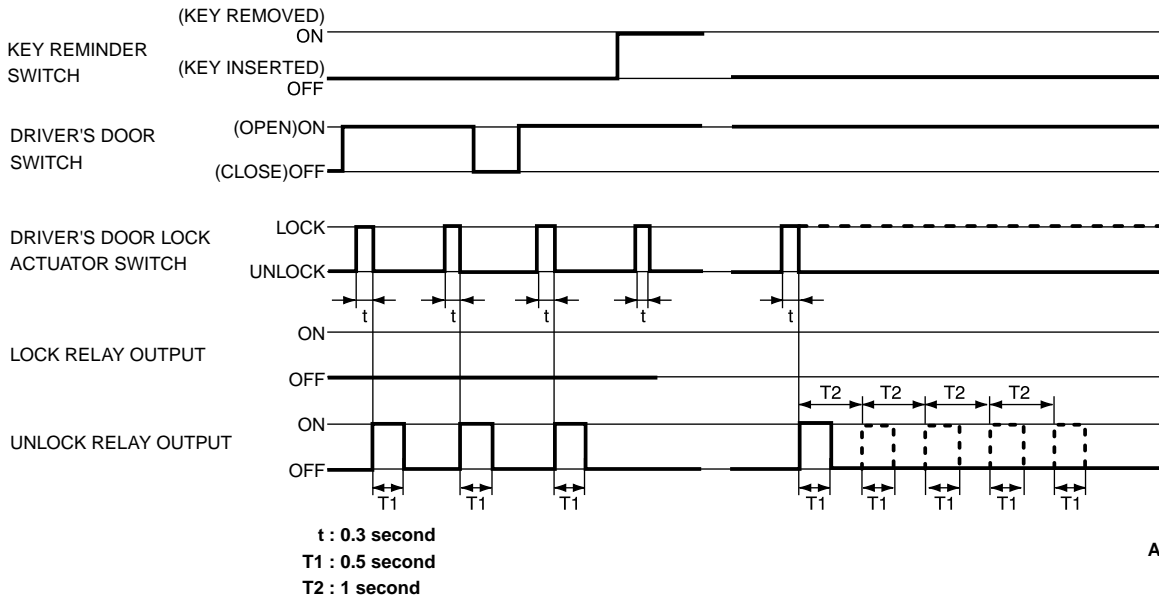 (KEY REMOVED)
ON
KEY REMINDER
SWITCH
(KEY INSERTED)
OFF
DRIVER'S DOOR
SWITCH
(OPEN)ON
(CLOSE)OFF
DRIVER'S DOOR LOCK
ACTUATOR SWITCH
LOCK
UNLOCK
t t t t t
LOCK RELAY OUTPUT
ON
OFF
T2 T2 T2 T2
UNLOCK RELAY OUTPUT
ON
OFF
T1 T1 T1 T1 T1 T1 T1 T1
t : 0.3 second
T1 : 0.5 second
T2 : 1 second
A